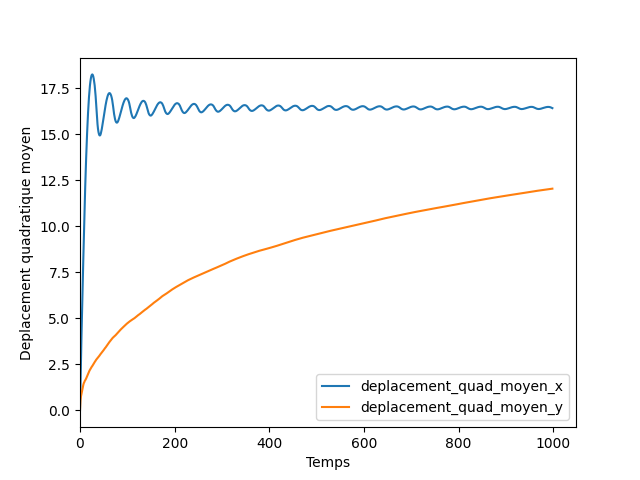 17.5
15.0
12.5
10.0
7.5
5.0
2.5
0.0
Deplacement quadratique moyen
deplacement_quad_moyen_x
deplacement_quad_moyen_y
0 200 400 600 800 1000
Temps